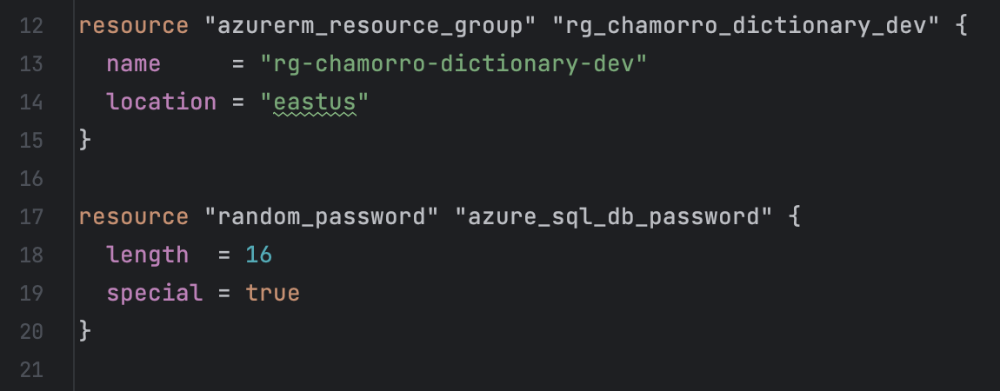 12 resource "azurerm_resource_group" "rg_chamorro_dictionary_dev" {
13   name     = "rg-chamorro-dictionary-dev"
14   location = "eastus"
15 }
16
17 resource "random_password" "azure_sql_db_password" {
18   length  = 16
19   special = true
20 }
21